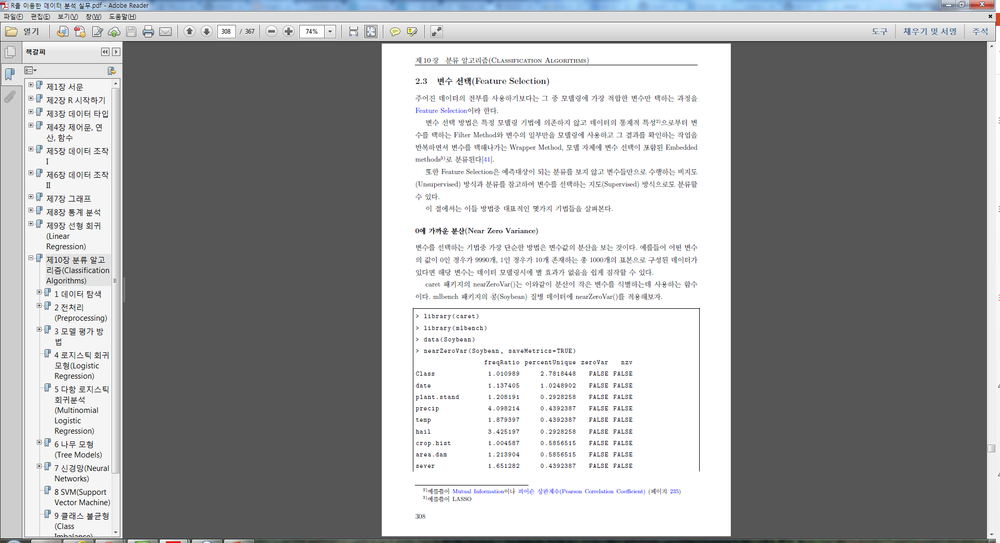 R을 이용한 데이터 분석 실무.pdf - Adobe Reader
파일(F) 편집(E) 보기(V) 창(W) 도움말(H)
열기 308 / 367 74% 도구 채우기 및 서명 주석
책갈피
제1장 서문
제2장 R 시작하기
제3장 데이터 타입
제4장 제어문, 연
산, 함수
제5장 데이터 조작
I
제6장 데이터 조작
II
제7장 그래프
제8장 통계 분석
제9장 선형 회귀
(Linear
Regression)
제10장 분류 알고
리즘(Classification
Algorithms)
1 데이터 탐색
2 전처리
(Preprocessing)
3 모델 평가 방
법
4 로지스틱 회귀
모형(Logistic
Regression)
5 다항 로지스틱
회귀분석
(Multinomial
Logistic
Regression)
6 나무 모형
(Tree Models)
7 신경망(Neural
Networks)
8 SVM(Support
Vector Machine)
9 클래스 불균형
(Class
Imbalance)
제 10 장 분류 알고리즘(Classification Algorithms)
2.3 변수 선택(Feature Selection)
주어진 데이터의 전부를 사용하기보다는 그 중 모델링에 가장 적합한 변수만 택하는 과정을
Feature Selection이라 한다.
변수 선택 방법은 특정 모델링 기법에 의존하지 않고 데이터의 통계적 특성2)으로부터 변
수를 택하는 Filter Method와 변수의 일부만을 모델링에 사용하고 그 결과를 확인하는 작업을
반복하면서 변수를 택해나가는 Wrapper Method, 모델 자체에 변수 선택이 포함된 Embedded
methods3)로 분류된다[41].
또한 Feature Selection은 예측대상이 되는 분류를 보지 않고 변수들만으로 수행하는 비지도
(Unsupervised) 방식과 분류를 참고하여 변수를 선택하는 지도(Supervised) 방식으로도 분류할
수 있다.
이 절에서는 이들 방법중 대표적인 몇가지 기법들을 살펴본다.
0에 가까운 분산(Near Zero Variance)
변수를 선택하는 기법중 가장 단순한 방법은 변수값의 분산을 보는 것이다. 예를들어 어떤 변수
의 값이 0인 경우가 9990개, 1인 경우가 10개 존재하는 총 1000개의 표본으로 구성된 데이터가
있다면 해당 변수는 데이터 모델링시에 별 효과가 없음을 쉽게 짐작할 수 있다.
caret 패키지의 nearZeroVar()는 이와같이 분산이 작은 변수를 식별하는데 사용하는 함수
이다. mlbench 패키지의 콩(Soybean) 질병 데이터에 nearZeroVar()를 적용해보자.
> library(caret)
> library(mlbench)
> data(Soybean)
> nearZeroVar(Soybean, saveMetrics=TRUE)
freqRatio percentUnique zeroVar nzv
Class 1.010989 2.7818448 FALSE FALSE
date 1.137405 1.0248902 FALSE FALSE
plant.stand 1.208191 0.2928258 FALSE FALSE
precip 4.098214 0.4392387 FALSE FALSE
temp 1.879397 0.4392387 FALSE FALSE
hail 3.425197 0.2928258 FALSE FALSE
crop.hist 1.004587 0.5856515 FALSE FALSE
area.dam 1.213904 0.5856515 FALSE FALSE
sever 1.651282 0.4392387 FALSE FALSE
2)예를들어 Mutual Information이나 피어슨 상관계수(Pearson Correlation Coefficient) (페이지 235)
3)예를들어 LASSO
308